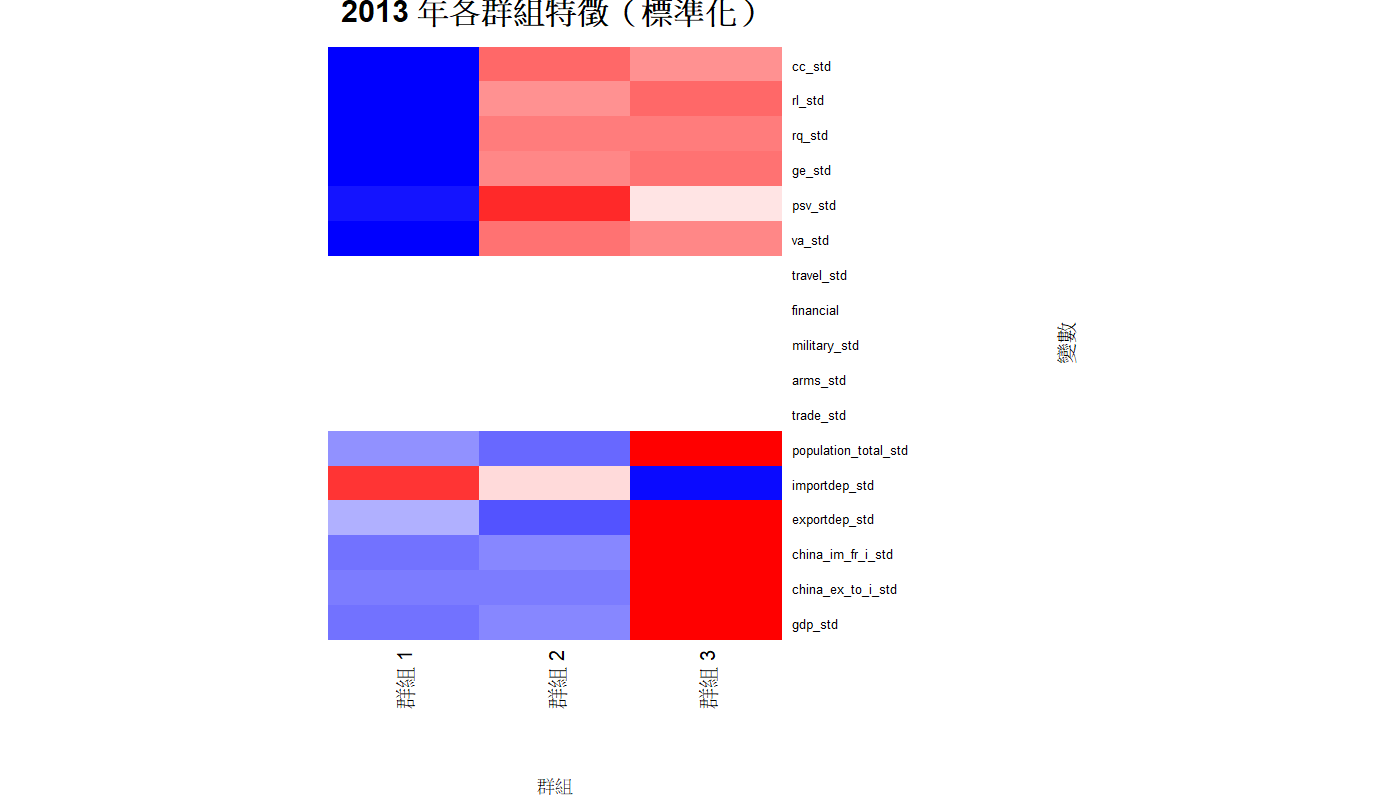 2013 年各群組特徵（標準化）
cc_std
rl_std
rq_std
ge_std
psv_std
va_std
travel_std
financial
military_std
arms_std
trade_std
population_total_std
importdep_std
exportdep_std
china_im_fr_i_std
china_ex_to_i_std
gdp_std
變數
群組 1
群組 2
群組 3
群組